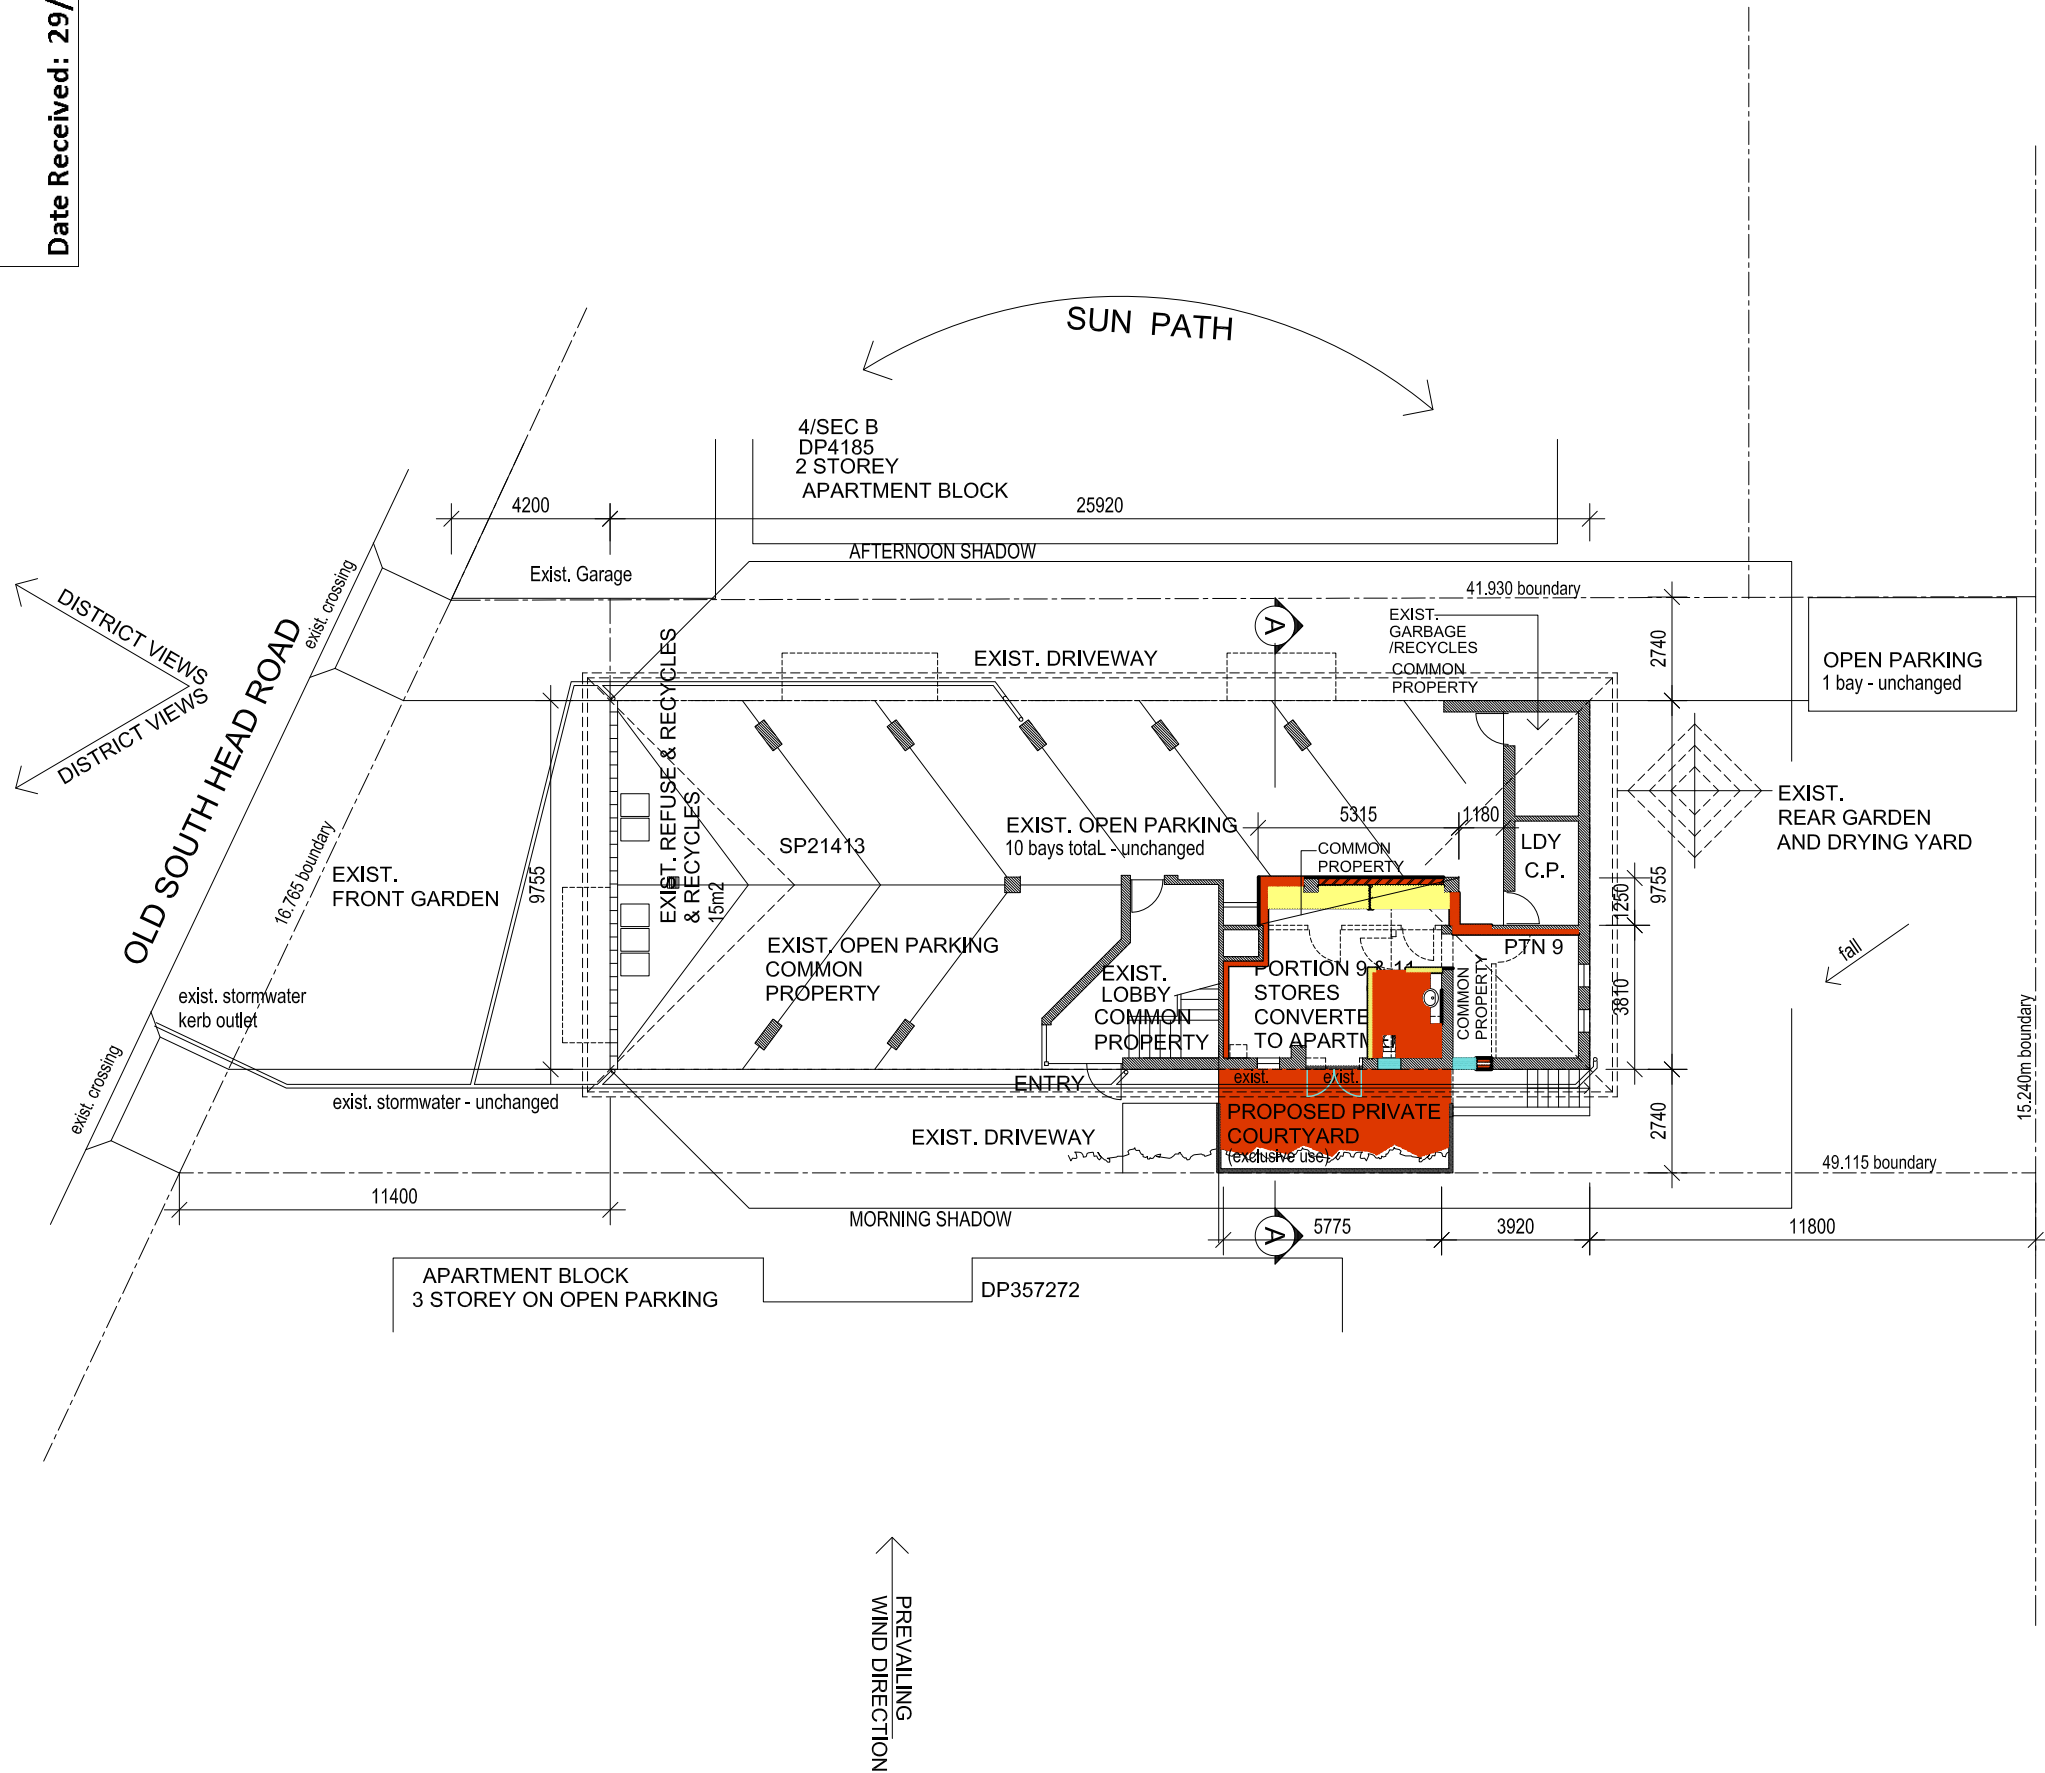 Date Received: 29/
SUN PATH
4/SEC B
DP4185
2 STOREY
APARTMENT BLOCK
4200
25920
AFTERNOON SHADOW
Exist. Garage
41.930 boundary
exist. crossing
DISTRICT VIEWS
DISTRICT VIEWS
OLD SOUTH HEAD ROAD
EXIST. REFUSE & RECYCLES
& RECYCLES
15m2
EXIST. DRIVEWAY
A
EXIST.
GARBAGE
/RECYCLES
COMMON
PROPERTY
2740
OPEN PARKING
1 bay - unchanged
EXIST.
REAR GARDEN
AND DRYING YARD
5315
1180
EXIST. OPEN PARKING
10 bays totaL - unchanged
SP21413
COMMON
PROPERTY
LDY
C.P.
EXIST.
FRONT GARDEN
16.765 boundary
9755
1250
9755
3810
EXIST. OPEN PARKING
COMMON
PROPERTY
EXIST.
LOBBY
COMMON
PROPERTY
PORTION 9 & 11
STORES
CONVERTE
TO APARTME
COMMON
PROPERTY
PTN 9
fall
exist. stormwater
kerb outlet
exist. crossing
exist. stormwater - unchanged
ENTRY
exist.
exist.
PROPOSED PRIVATE
COURTYARD
(exclusive use)
EXIST. DRIVEWAY
2740
49.115 boundary
15.240m boundary
11400
MORNING SHADOW
A
5775
3920
11800
APARTMENT BLOCK
3 STOREY ON OPEN PARKING
DP357272
PREVAILING
WIND DIRECTION